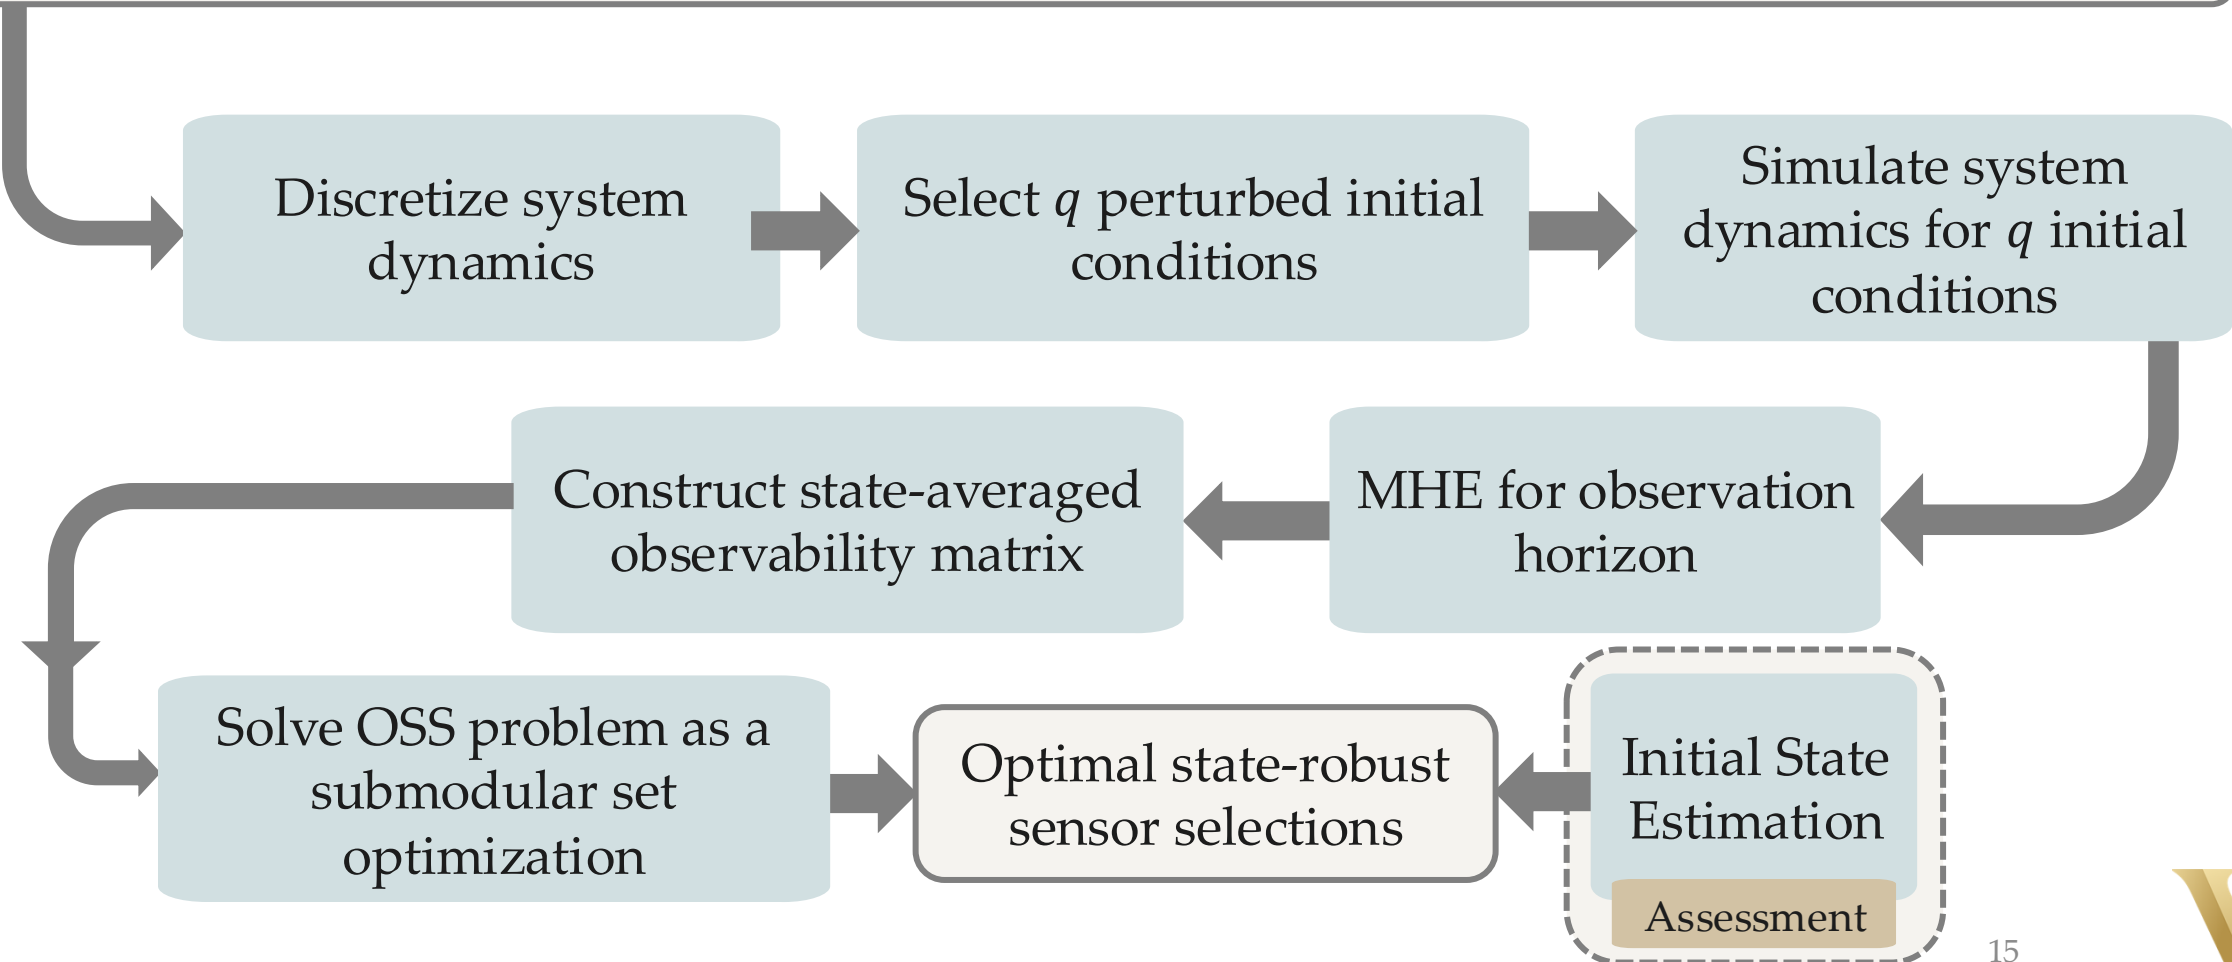 Discretize system
dynamics
Select q perturbed initial
conditions
Simulate system
dynamics for q initial
conditions
MHE for observation
horizon
Construct state-averaged
observability matrix
Solve OSS problem as a
submodular set
optimization
Optimal state-robust
sensor selections
Initial State
Estimation
Assessment
15